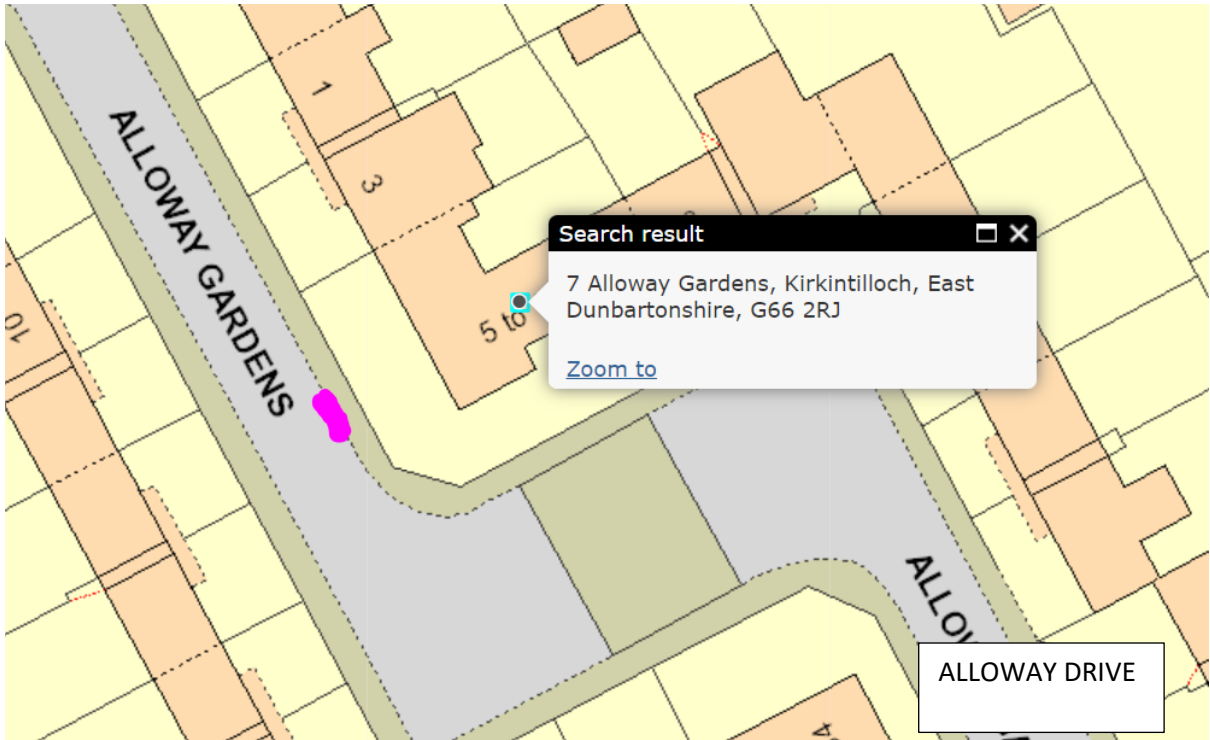 1
3
ALLOWAY GARDENS
10
5 to
Search result
7 Alloway Gardens, Kirkintilloch, East
Dunbartonshire, G66 2RJ
Zoom to
ALLOWAY DRIVE